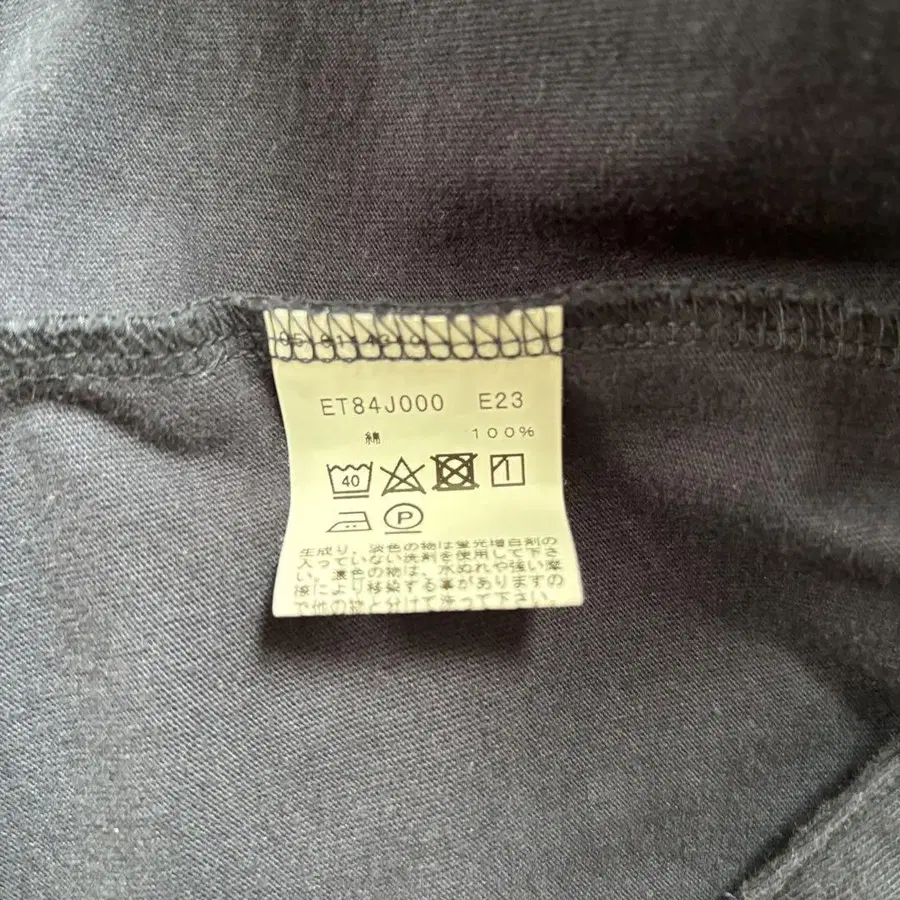 ET84J000 E23
綿 100%
40
P
生成り、淡色の物は蛍光増白剤の
入っていない洗剤を使用して下さ
い。濃色の物は、水ぬれや強い摩
擦により移染する事がありますの
で他の物と分けて洗って下さい。